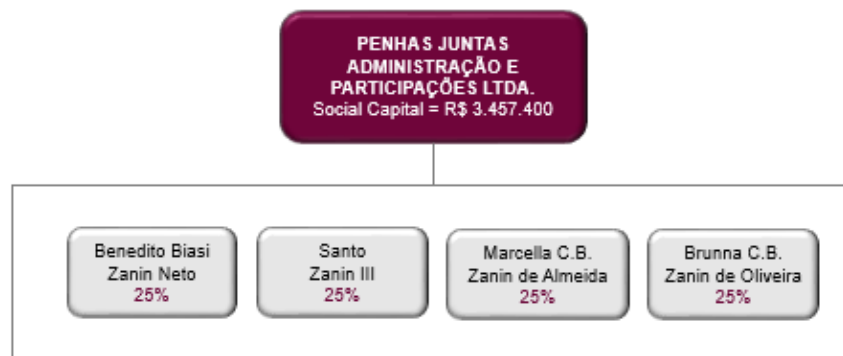 PENHAS JUNTAS
ADMINISTRAÇÃO E
PARTICIPAÇÕES LTDA.
Social Capital = R$ 3.457.400
Benedito Biasi
Zanin Neto
25%
Santo
Zanin III
25%
Marcella C.B.
Zanin de Almeida
25%
Brunna C.B.
Zanin de Oliveira
25%